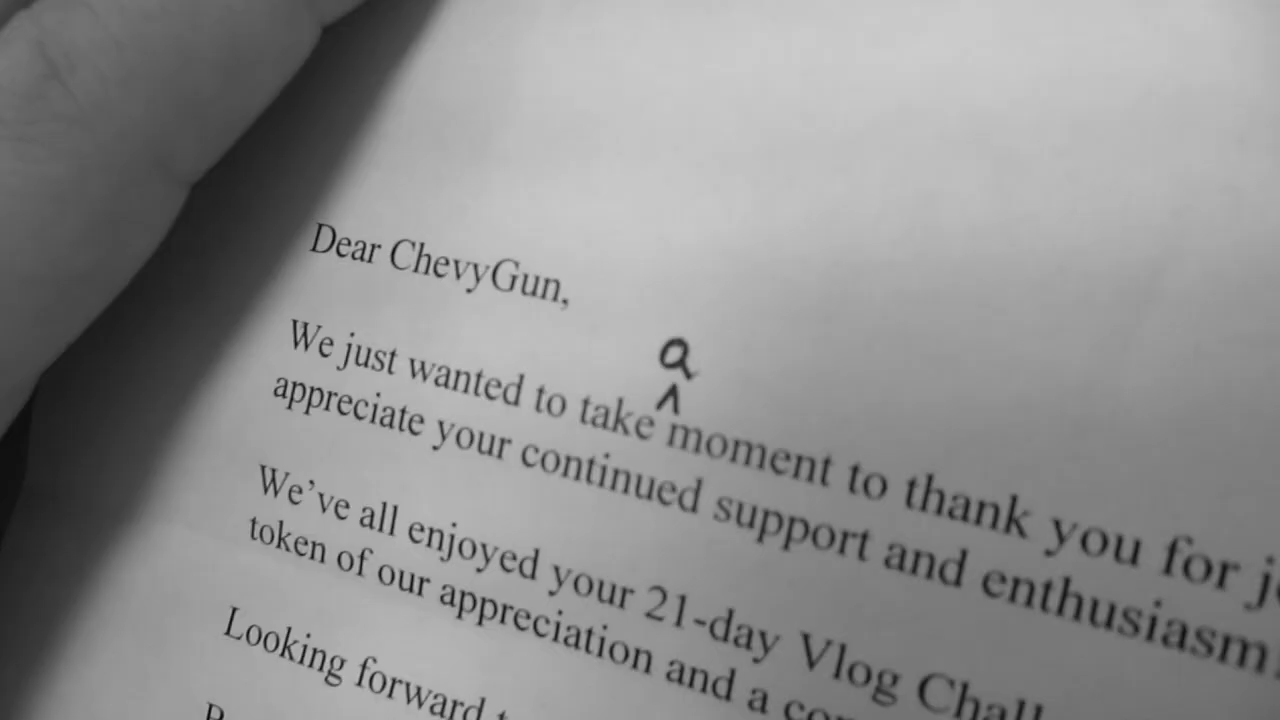 Dear ChevyGun,
a
^
We just wanted to take moment to thank you for
appreciate your continued support and enthusiasm
We've all enjoyed your 21-day Vlog
token of our appreciation and a
Looking forward